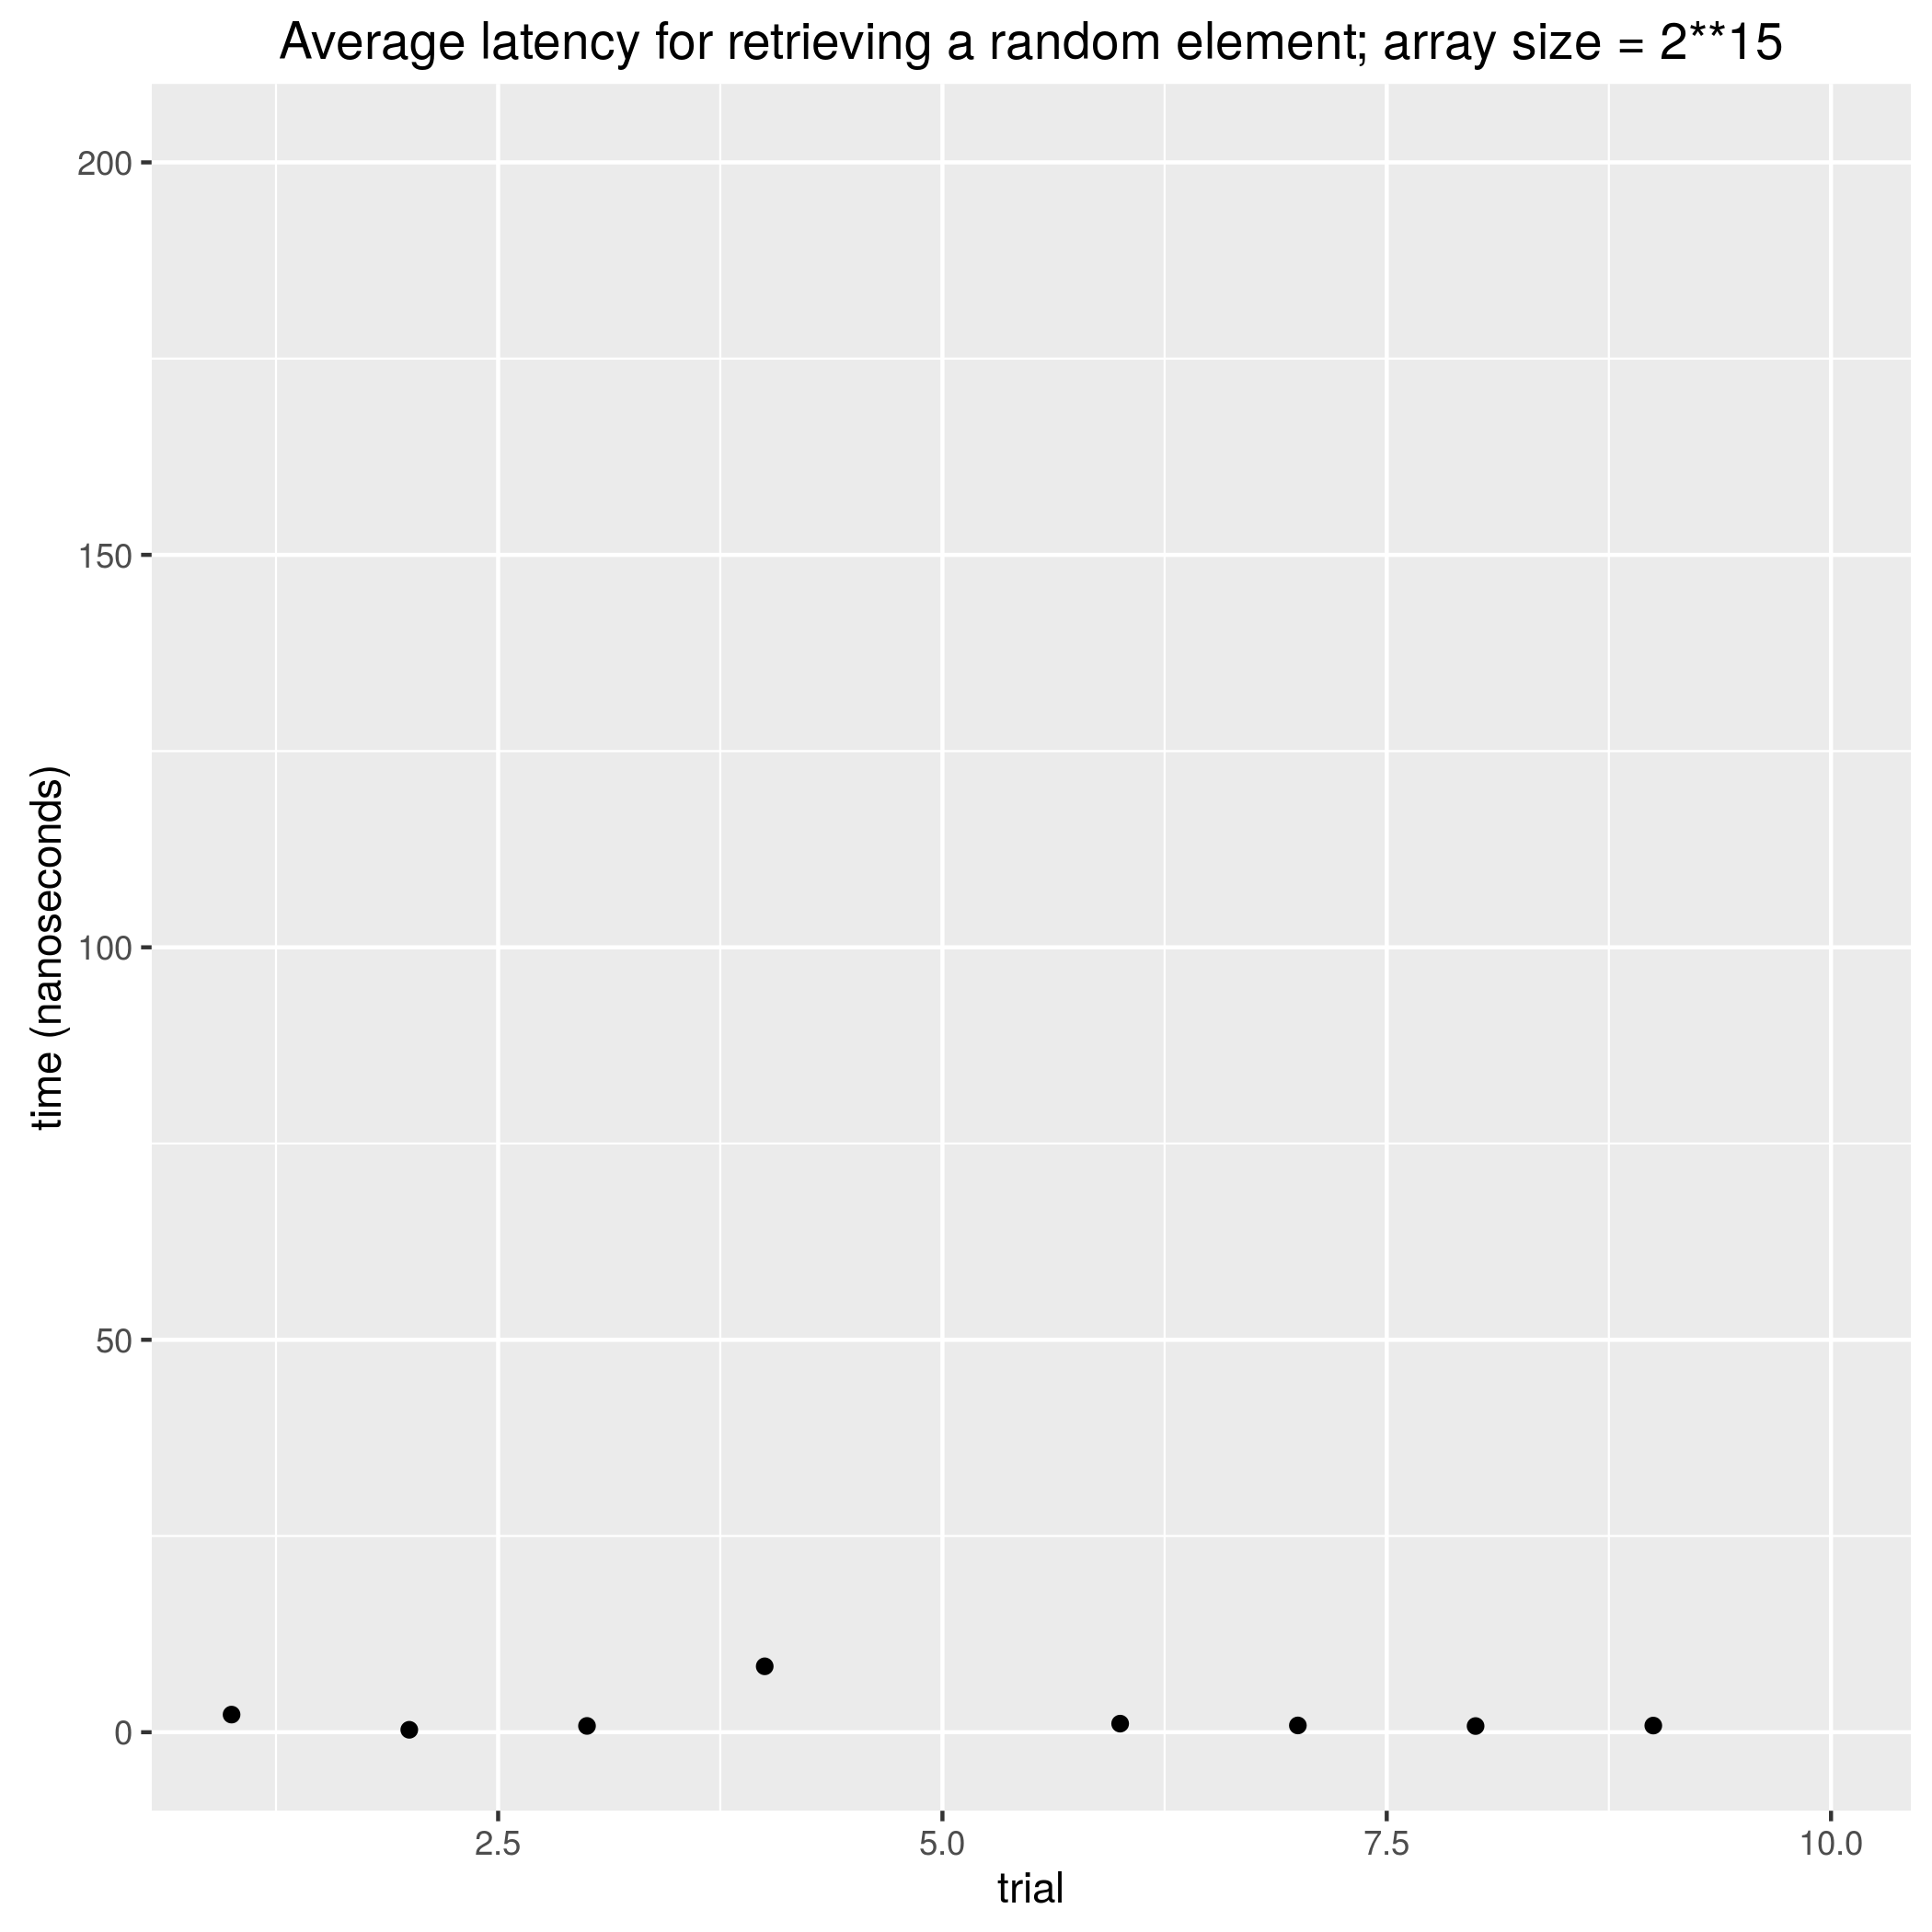 Average latency for retrieving a random element; array size = 2**15
200
150
100
50
0
time (nanoseconds)
2.5 5.0 7.5 10.0
trial